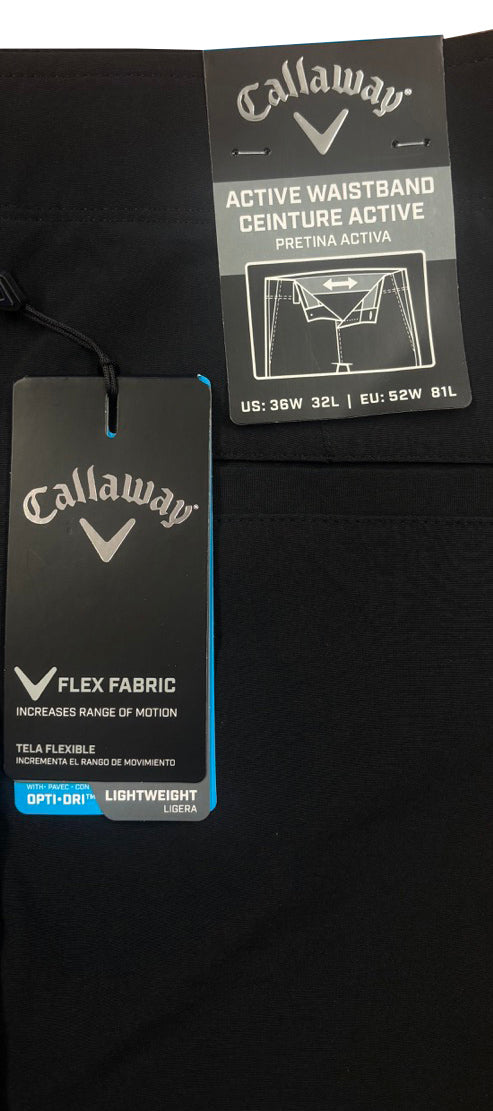 Callaway®
ACTIVE WAISTBAND
CEINTURE ACTIVE
PRETINA ACTIVA
US: 36W 32L | EU: 52W 81L
Callaway®
FLEX FABRIC
INCREASES RANGE OF MOTION
TELA FLEXIBLE
INCREMENTA EL RANGO DE MOVIMIENTO
WITH • PAVEC • CON
OPTI•DRI™
LIGHTWEIGHT
LIGERA